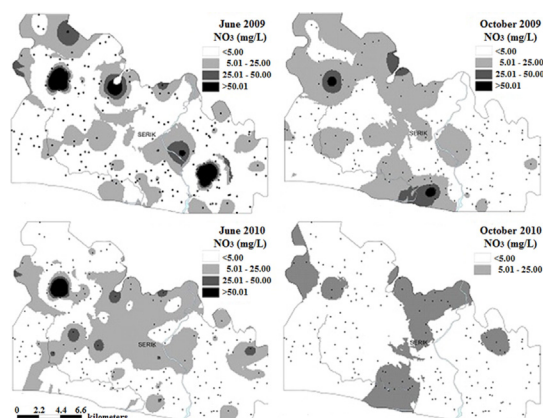 June 2009
NO3 (mg/L)
<5.00
5.01 - 25.00
25.01 - 50.00
>50.01
SERIK
October 2009
NO3 (mg/L)
<5.00
5.01 - 25.00
25.01 - 50.00
>50.01
SERIK
June 2010
NO3 (mg/L)
<5.00
5.01 - 25.00
25.01 - 50.00
>50.01
SERIK
0 2.2 4.4 6.6
kilometers
October 2010
NO3 (mg/L)
<5.00
5.01 - 25.00
SERIK